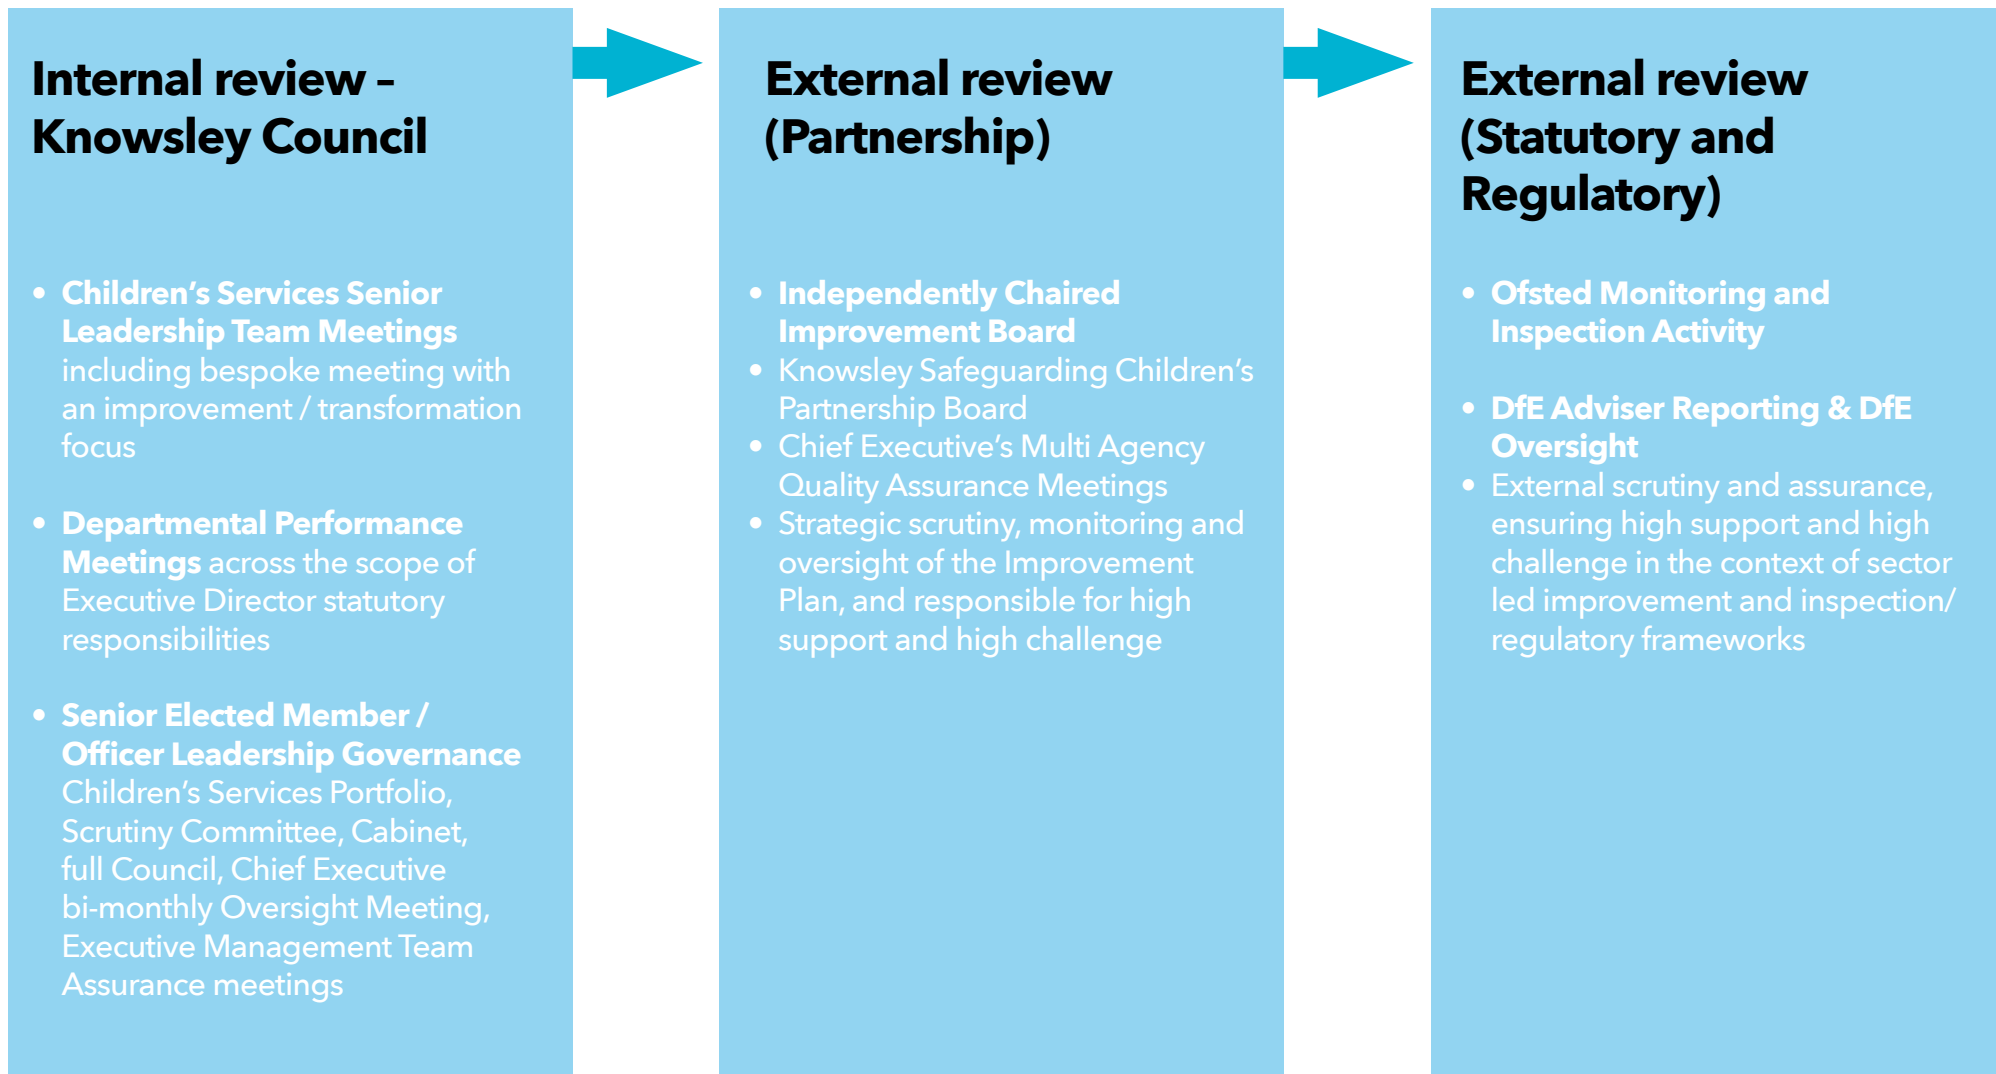 Internal review –
Knowsley Council
• Children’s Services Senior
Leadership Team Meetings
including bespoke meeting with
an improvement / transformation
focus
• Departmental Performance
Meetings across the scope of
Executive Director statutory
responsibilities
• Senior Elected Member /
Officer Leadership Governance
Children’s Services Portfolio,
Scrutiny Committee, Cabinet,
full Council, Chief Executive
bi-monthly Oversight Meeting,
Executive Management Team
Assurance meetings
External review
(Partnership)
• Independently Chaired
Improvement Board
• Knowsley Safeguarding Children’s
Partnership Board
• Chief Executive’s Multi Agency
Quality Assurance Meetings
• Strategic scrutiny, monitoring and
oversight of the Improvement
Plan, and responsible for high
support and high challenge
External review
(Statutory and
Regulatory)
• Ofsted Monitoring and
Inspection Activity
• DfE Adviser Reporting & DfE
Oversight
• External scrutiny and assurance,
ensuring high support and high
challenge in the context of sector
led improvement and inspection/
regulatory frameworks